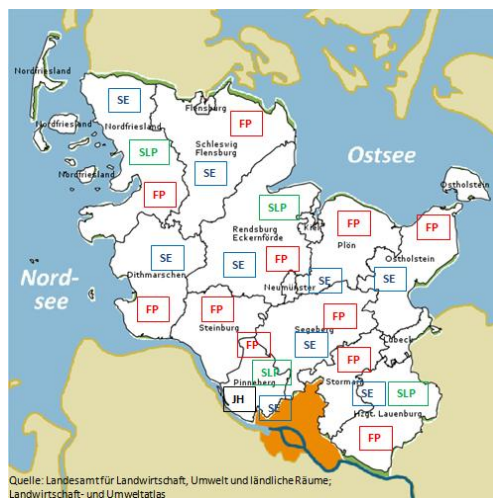 Nordfriesland
SE
Nordfriesland
Nordfriesland
SLP
Nordfriesland
FP
Flensburg
FP
Schlesvig
Flensburg
SE
Ostsee
Ostholstein
SLP
Rendsburg
Eckernförde
Kiel
FP
Plön
FP
Ostholstein
SE
Dithmarschen
SE
FP
Neumünster
SE
SE
Nord-
see
FP
FP
Steinburg
FP
Segeberg
SE
FP
Lübeck
FP
Stormarn
SLP
Pinneberg
JH
SE
SE
SLP
Hzgt. Lauenburg
FP
Quelle: Landesamt für Landwirtschaft, Umwelt und ländliche Räume;
Landwirtschaft- und Umweltatlas